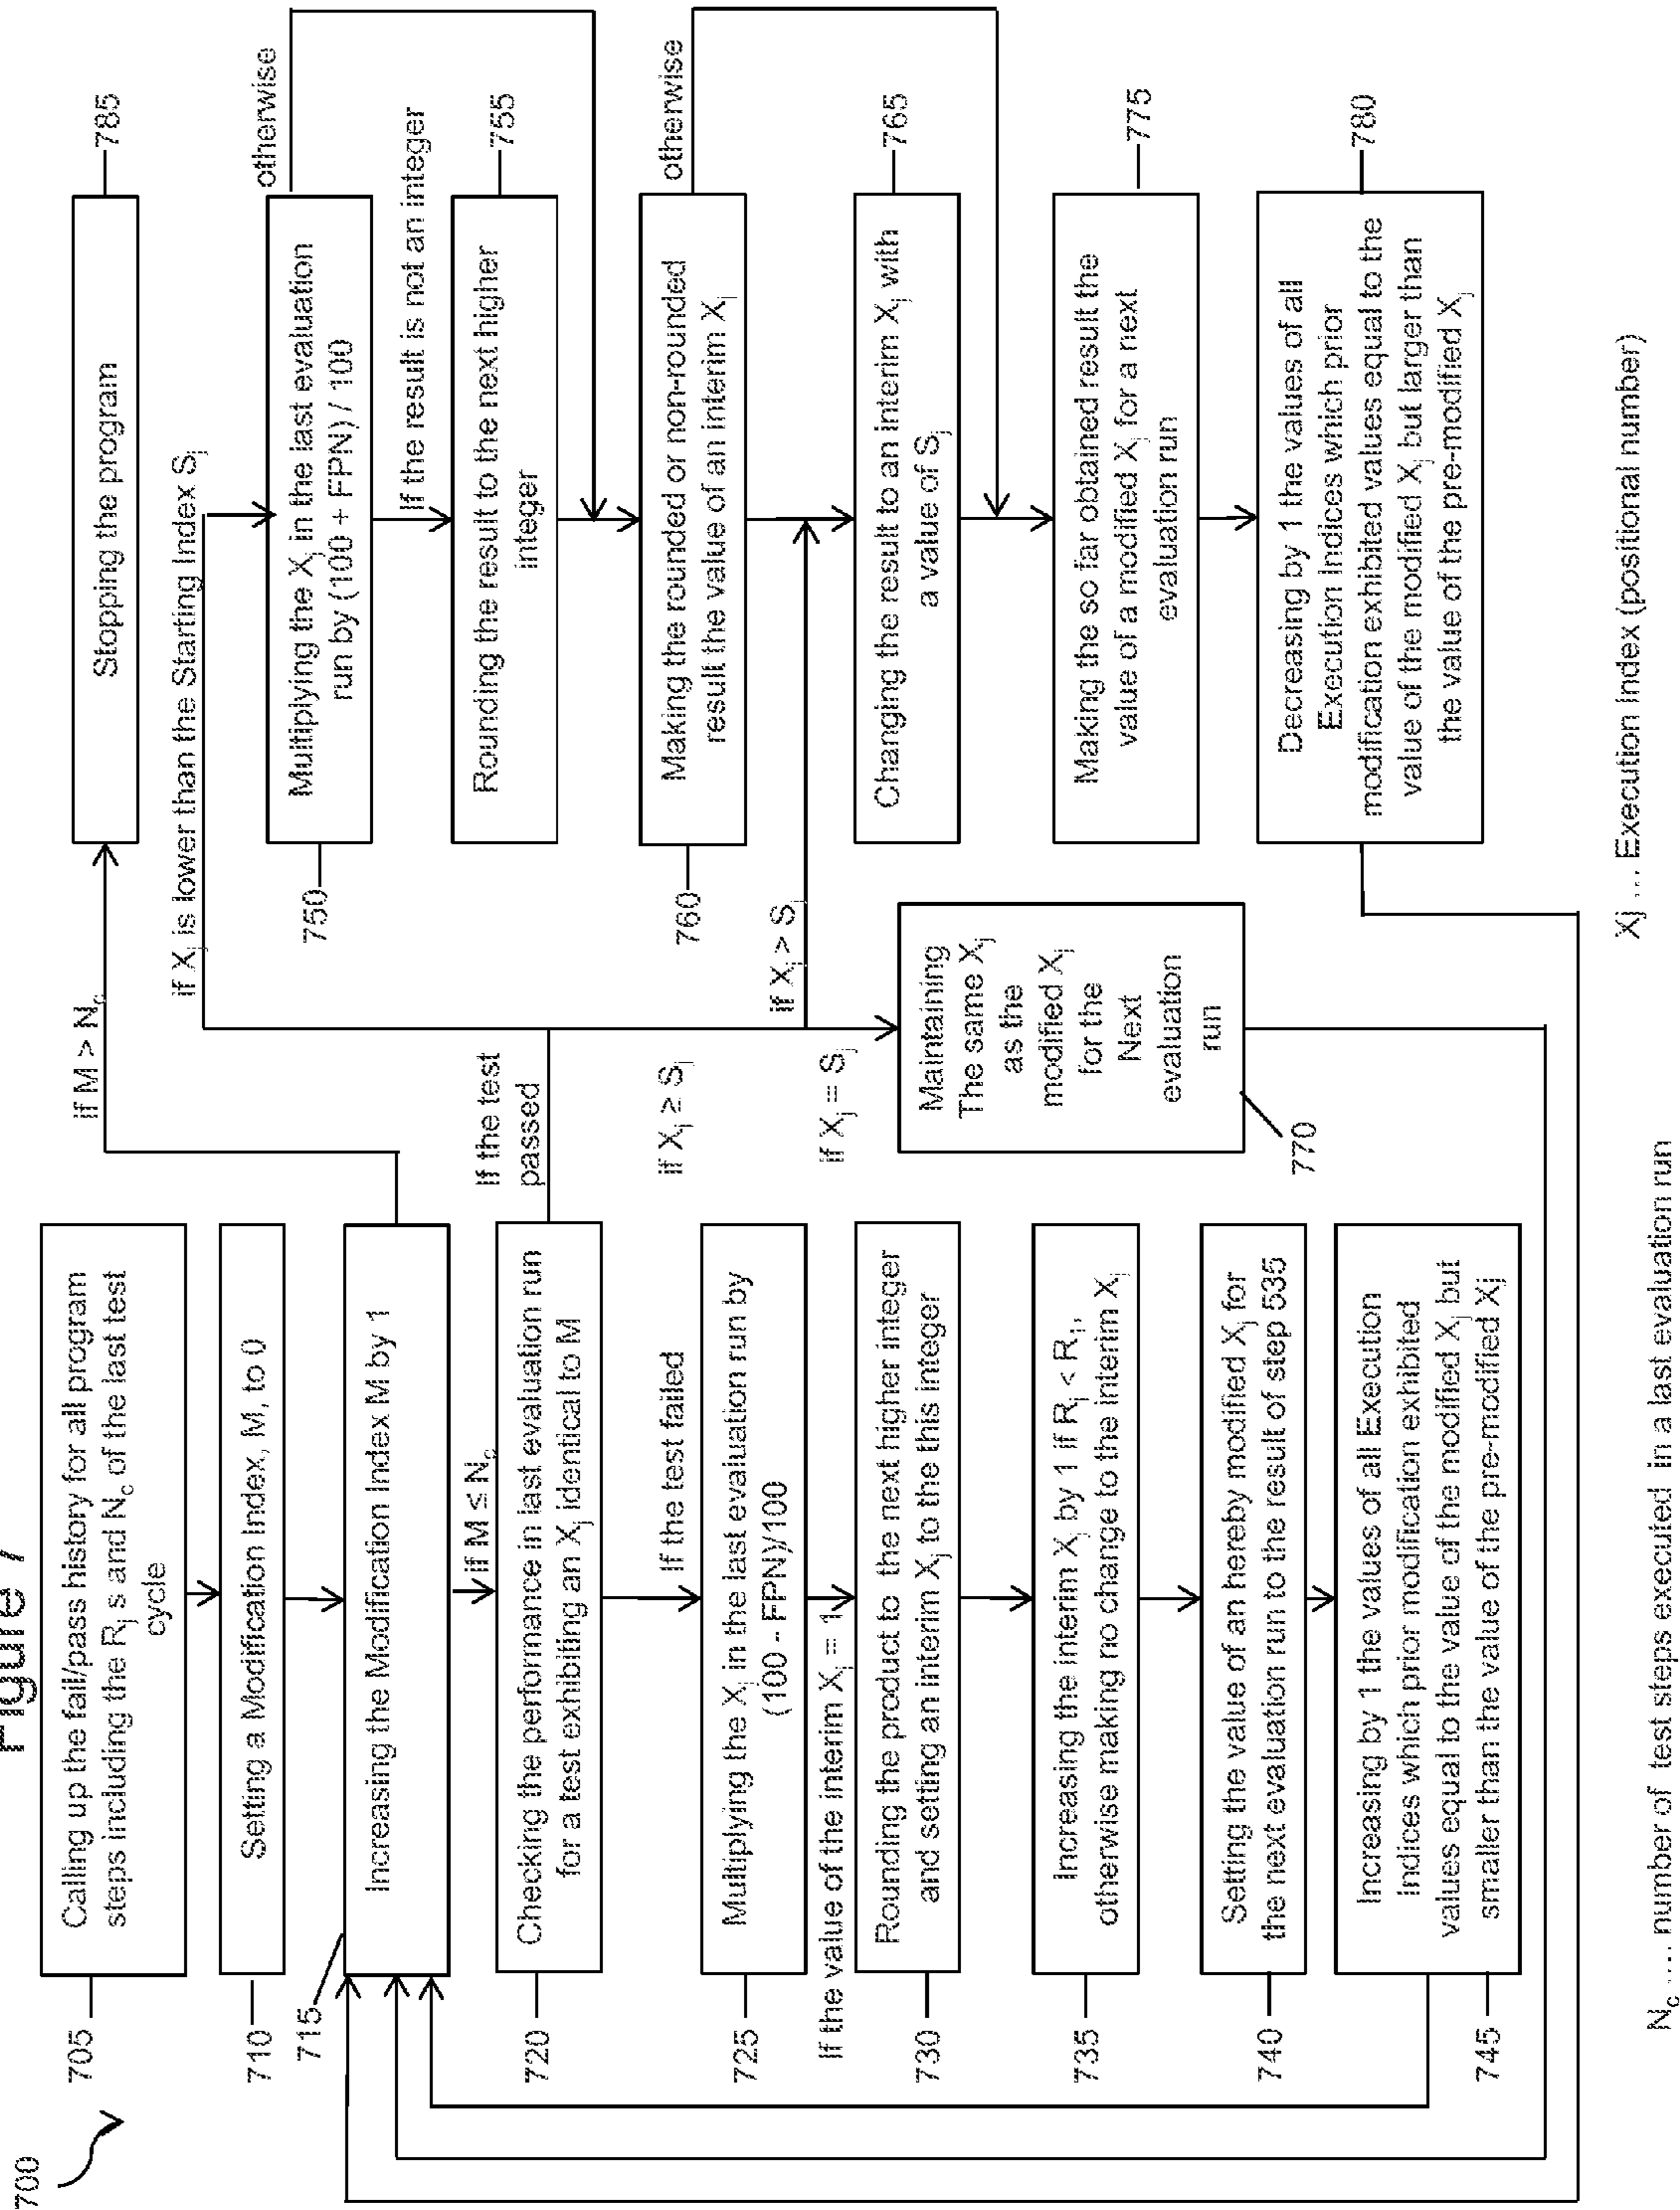 Figure 7
700
705
Calling up the fail/pass history for all program
steps including the Rj s and Nc of the last test
cycle
710
Setting a Modification Index, M, to 0
715
Increasing the Modification Index M by 1
if M > Nc
if M ≤ Nc
720
Checking the performance in last evaluation run
for a test exhibiting an Xj identical to M
If the test
passed
If the test failed
725
Multiplying the Xj in the last evaluation run by
(100 - FPN)/100
If the value of the interim Xj = 1
730
Rounding the product to the next higher integer
and setting an interim Xj to this integer
735
Increasing the interim Xj by 1 if Rj < R1,
otherwise making no change to the interim Xj
740
Setting the value of an hereby modified Xj for
the next evaluation run to the result of step 535
745
Increasing by 1 the values of all Execution
Indices which prior modification exhibited
values equal to the value of the modified Xj but
smaller than the value of the pre-modified Xj
Stopping the program
785
if Xj is lower than the Starting Index Sj
if Xj ≥ Sj
if Xj = Sj
if Xj > Sj
750
Multiplying the Xj in the last evaluation
run by (100 + FPN) / 100
otherwise
If the result is not an integer
Rounding the result to the next higher
integer
755
760
Making the rounded or non-rounded
result the value of an interim Xj
otherwise
Changing the result to an interim Xj with
a value of Sj
765
Maintaining
The same Xj
as the
modified Xj
for the
Next
evaluation
run
770
Making the so far obtained result the
value of a modified Xj for a next
evaluation run
775
Decreasing by 1 the values of all
Execution Indices which prior
modification exhibited values equal to the
value of the modified Xj but larger than
the value of the pre-modified Xj
780
Xj ... Execution Index (positional number)
Nc .... number of test steps executed in a last evaluation run